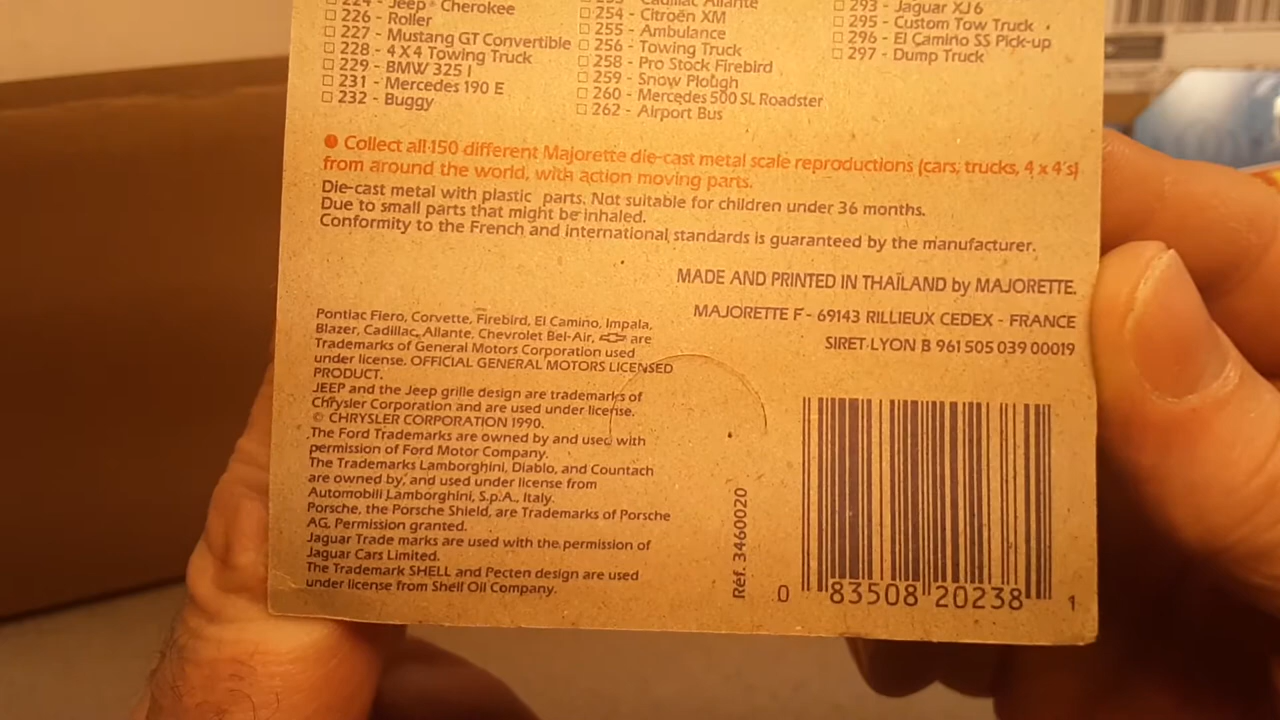 224 - Jeep Cherokee
226 - Roller
227 - Mustang GT Convertible
228 - 4 X 4 Towing Truck
229 - BMW 325 I
231 - Mercedes 190 E
232 - Buggy
Cadillac Allante
254 - Citroën XM
255 - Ambulance
256 - Towing Truck
258 - Pro Stock Firebird
259 - Snow Plough
260 - Mercedes 500 SL Roadster
262 - Airport Bus
293 - Jaguar XJ6
295 - Custom Tow Truck
296 - El Camino SS Pick-up
297 - Dump Truck
Collect all 150 different Majorette die-cast metal scale reproductions (cars, trucks, 4 x 4's)
from around the world, with action moving parts.
Die-cast metal with plastic parts. Not suitable for children under 36 months.
Due to small parts that might be inhaled.
Conformity to the French and international standards is guaranteed by the manufacturer.
MADE AND PRINTED IN THAÏLAND by MAJORETTE.
MAJORETTE F - 69143 RILLIEUX CEDEX - FRANCE
SIRET LYON B 961 505 039 00019
Pontiac Fiero, Corvette, Firebird, El Camino, Impala,
Blazer, Cadillac, Allante, Chevrolet Bel-Air, are
Trademarks of General Motors Corporation used
under license. OFFICIAL GENERAL MOTORS LICENSED
PRODUCT.
JEEP and the Jeep grille design are trademarks of
Chrysler Corporation and are used under license.
© CHRYSLER CORPORATION 1990.
The Ford Trademarks are owned by and used with
permission of Ford Motor Company.
The Trademarks Lamborghini, Diablo, and Countach
are owned by, and used under license from
Automobili Lamborghini, S.p.A., Italy.
Porsche, the Porsche Shield, are Trademarks of Porsche
AG. Permission granted.
Jaguar Trade marks are used with the permission of
Jaguar Cars Limited.
The Trademark SHELL and Pecten design are used
under license from Shell Oil Company.
Réf. 3460020
0 83508 20238 1